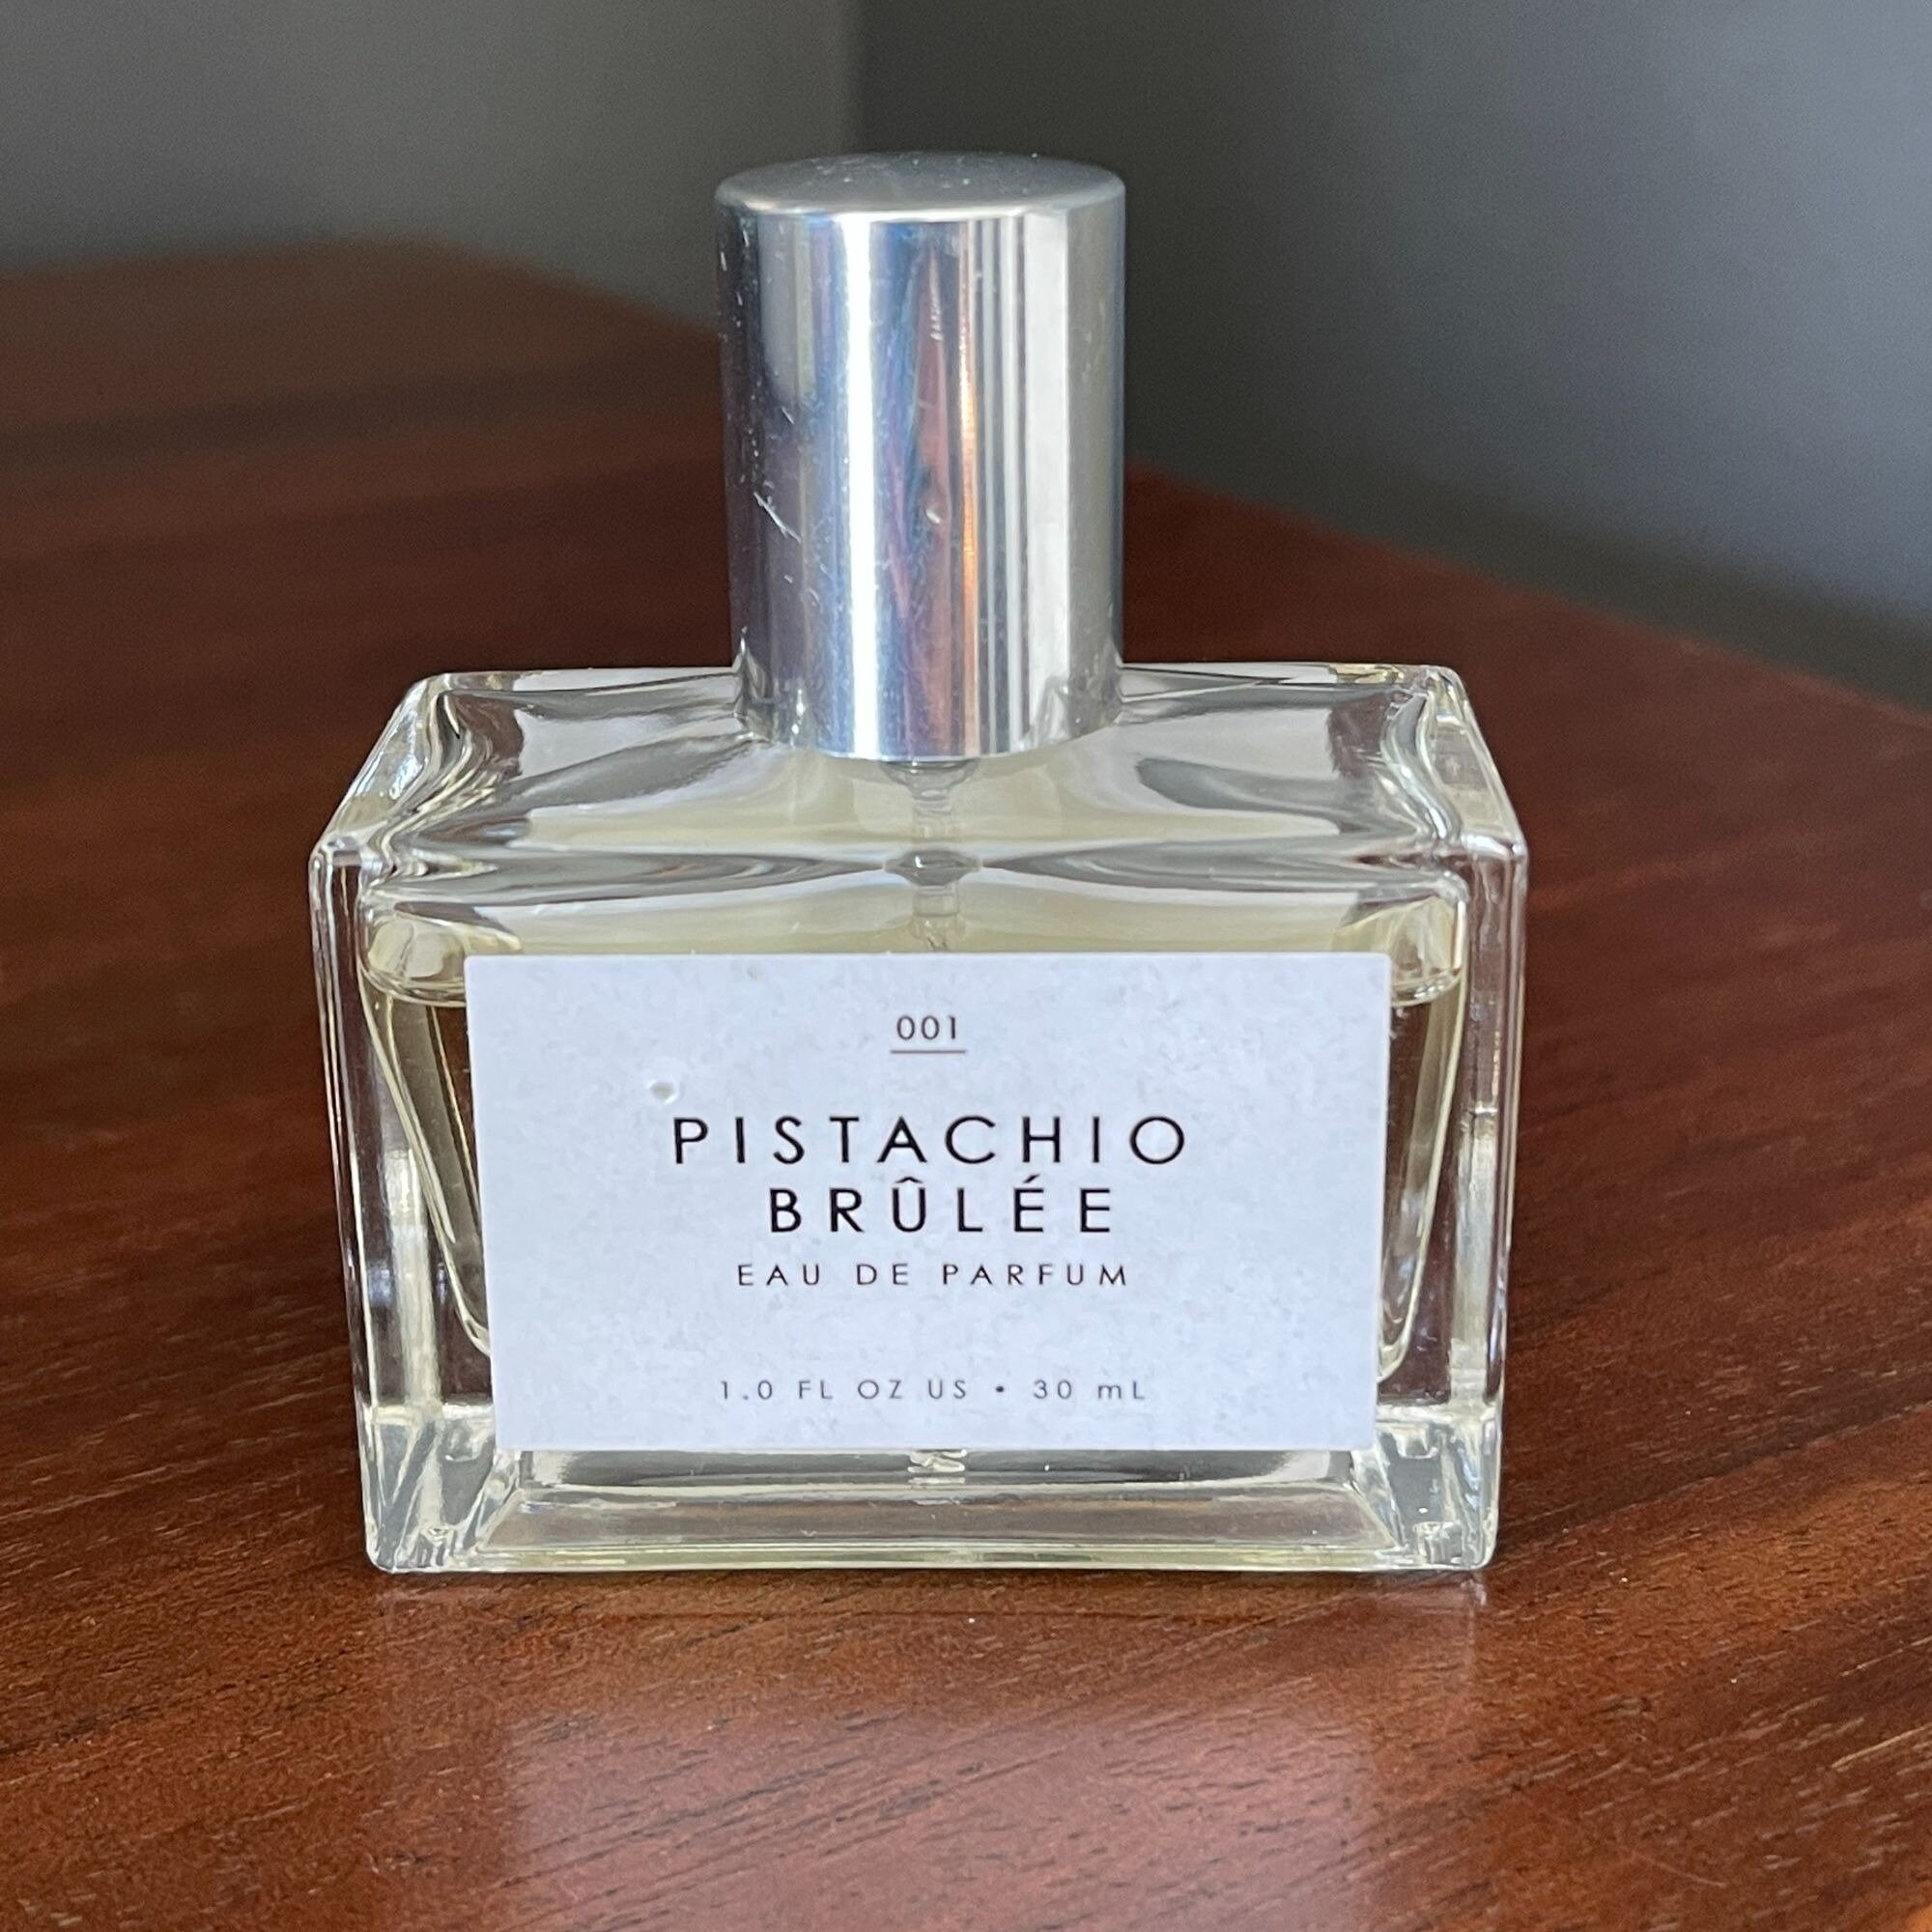 001
PISTACHIO
BRÛLÉE
EAU DE PARFUM
1.0 FL OZ US • 30 mL